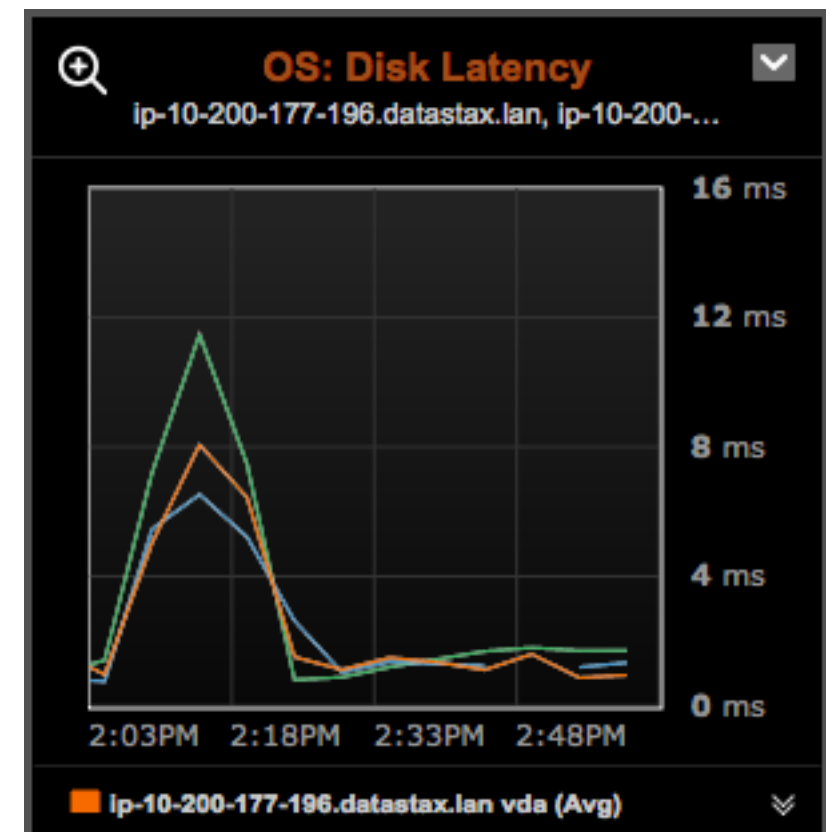 OS: Disk Latency
ip-10-200-177-196.datastax.lan, ip-10-200-...
16 ms
12 ms
8 ms
4 ms
0 ms
2:03PM 2:18PM 2:33PM 2:48PM
ip-10-200-177-196.datastax.lan vda (Avg)